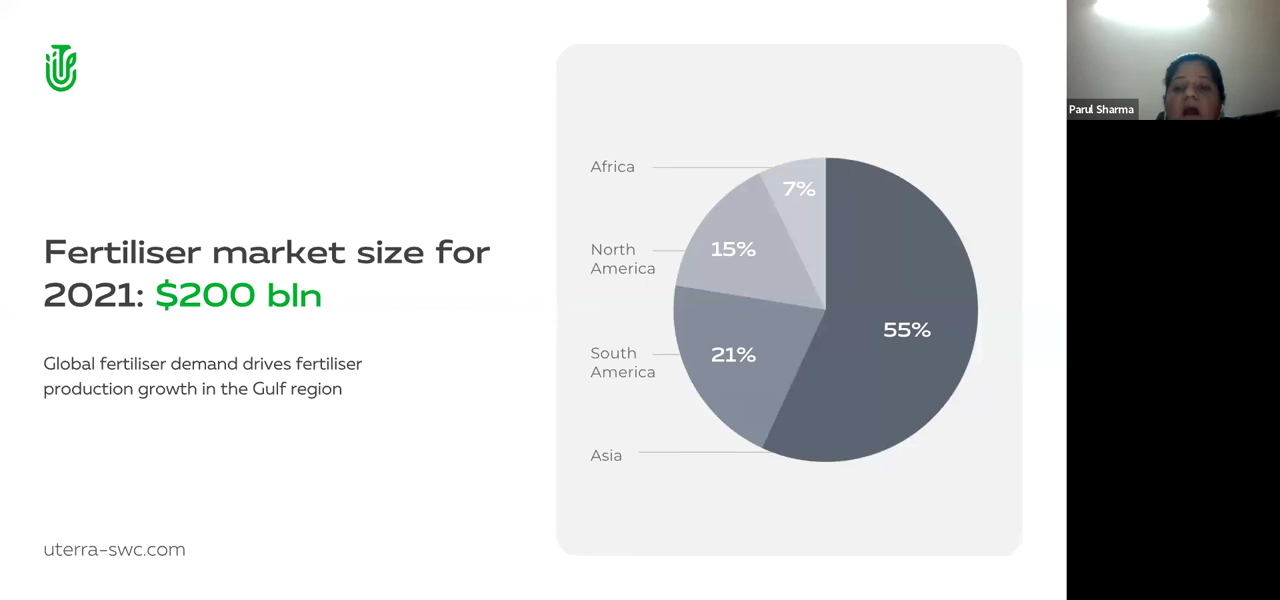 Fertiliser market size for
2021: $200 bln
Global fertiliser demand drives fertiliser
production growth in the Gulf region
uterra-swc.com
Africa
7%
North
America
15%
South
America
21%
55%
Asia
Parul Sharma